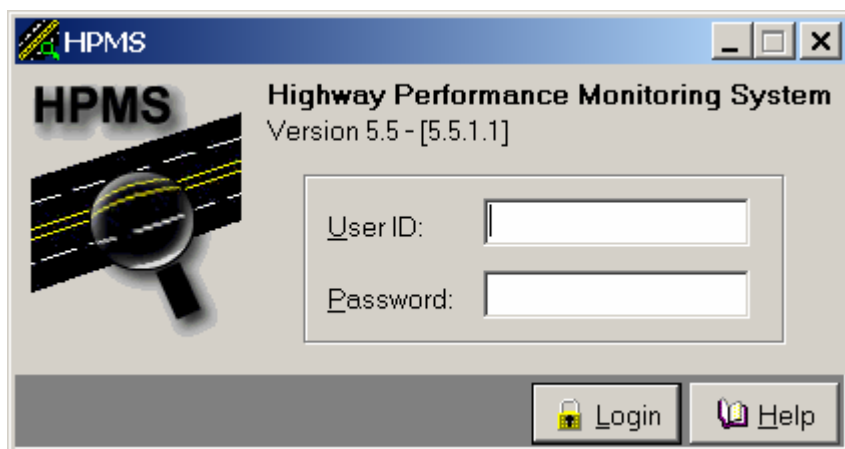 HPMS
HPMS
Highway Performance Monitoring System
Version 5.5 - [5.5.1.1]
User ID:
Password:
Login
Help